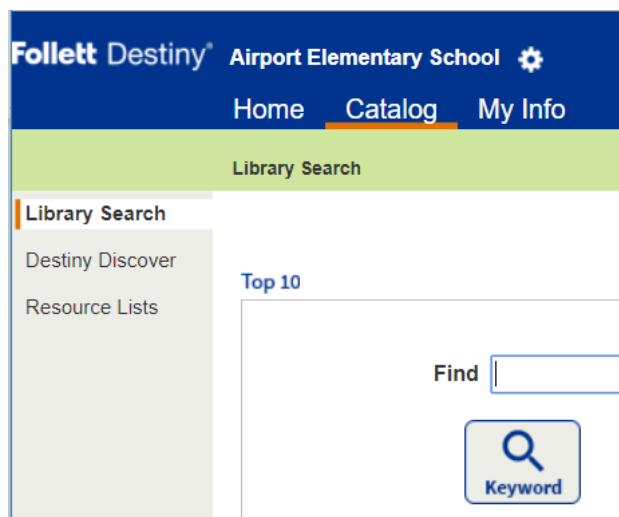 Follett Destiny® Airport Elementary School
Home Catalog My Info
Library Search
Library Search
Destiny Discover
Resource Lists
Top 10
Find
Keyword